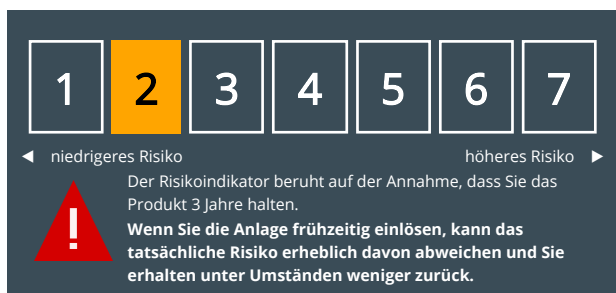 1 2 3 4 5 6 7
◄ niedrigeres Risiko höheres Risiko ►
Der Risikoindikator beruht auf der Annahme, dass Sie das
Produkt 3 Jahre halten.
!
Wenn Sie die Anlage frühzeitig einlösen, kann das
tatsächliche Risiko erheblich davon abweichen und Sie
erhalten unter Umständen weniger zurück.